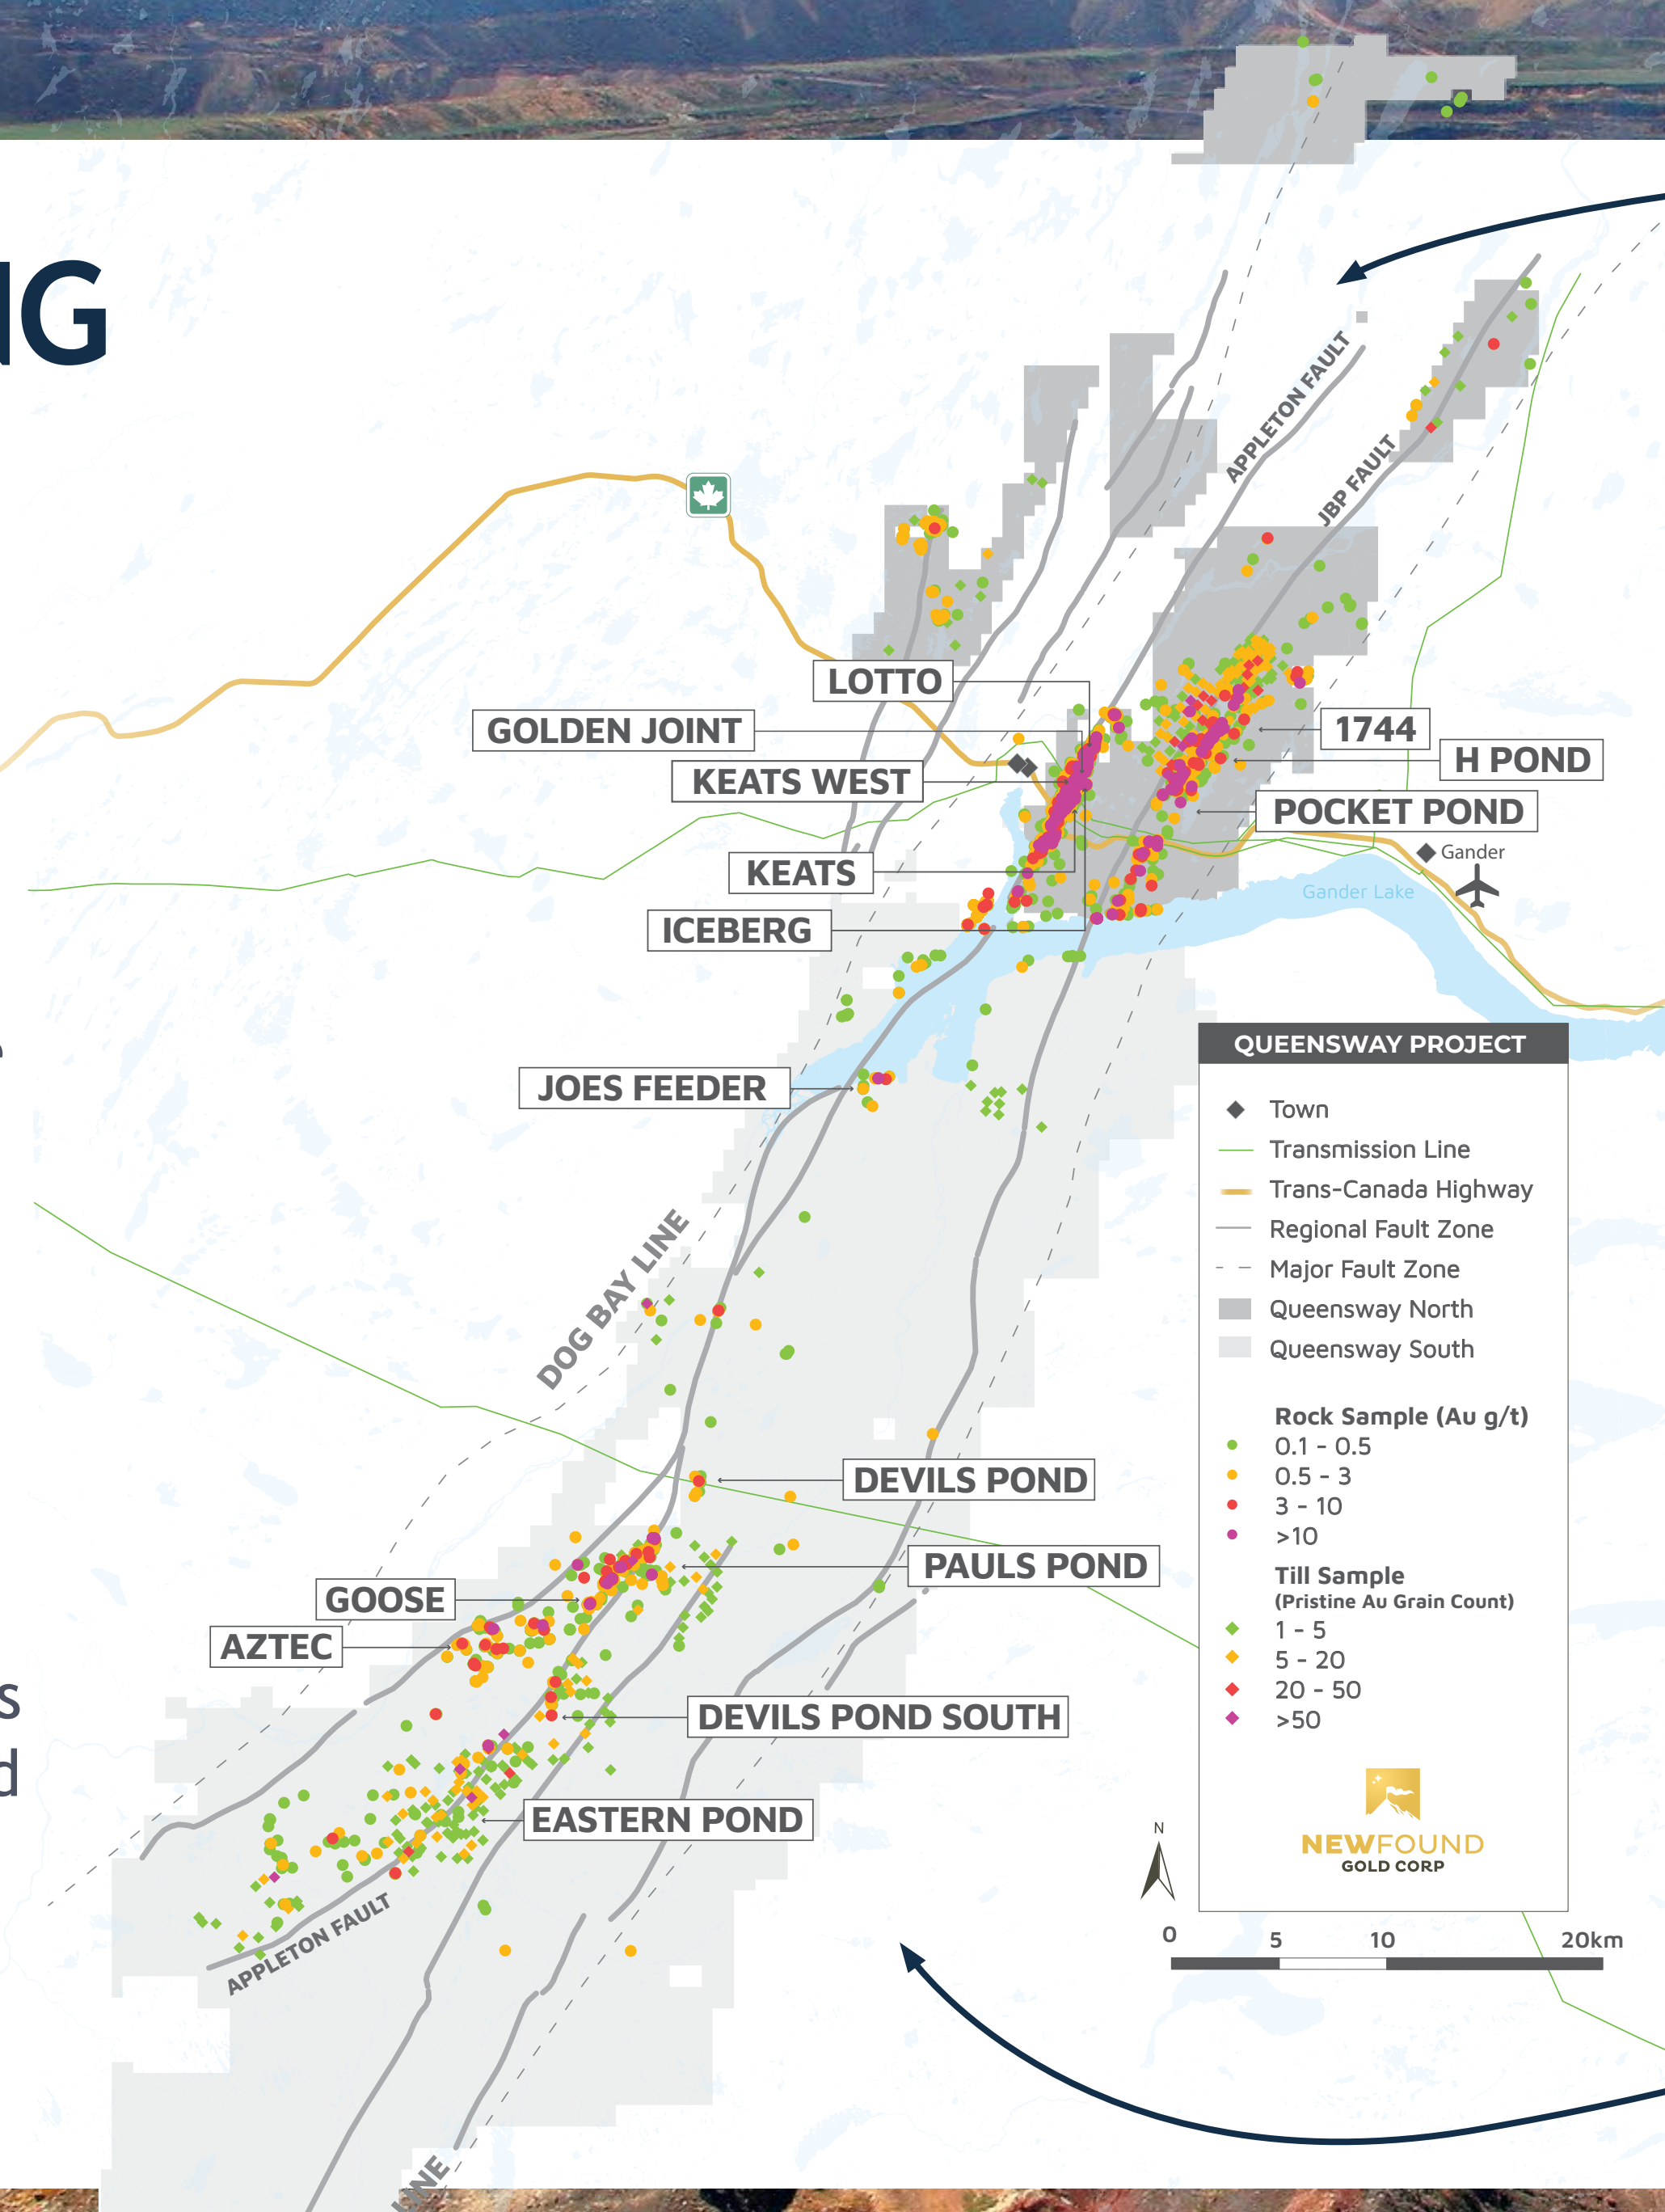 NG
APPLETON FAULT
JBP FAULT
LOTTO
GOLDEN JOINT
1744
H POND
KEATS WEST
POCKET POND
KEATS
Gander
Gander Lake
ICEBERG
QUEENSWAY PROJECT
JOES FEEDER
Town
Transmission Line
Trans-Canada Highway
Regional Fault Zone
Major Fault Zone
Queensway North
Queensway South
DOG BAY LINE
Rock Sample (Au g/t)
0.1 - 0.5
0.5 - 3
3 - 10
>10
DEVILS POND
PAULS POND
Till Sample
(Pristine Au Grain Count)
1 - 5
5 - 20
20 - 50
>50
GOOSE
AZTEC
s
DEVILS POND SOUTH
d
EASTERN POND
N
NEWFOUND
GOLD CORP
APPLETON FAULT
0 5 10 20km
LINE